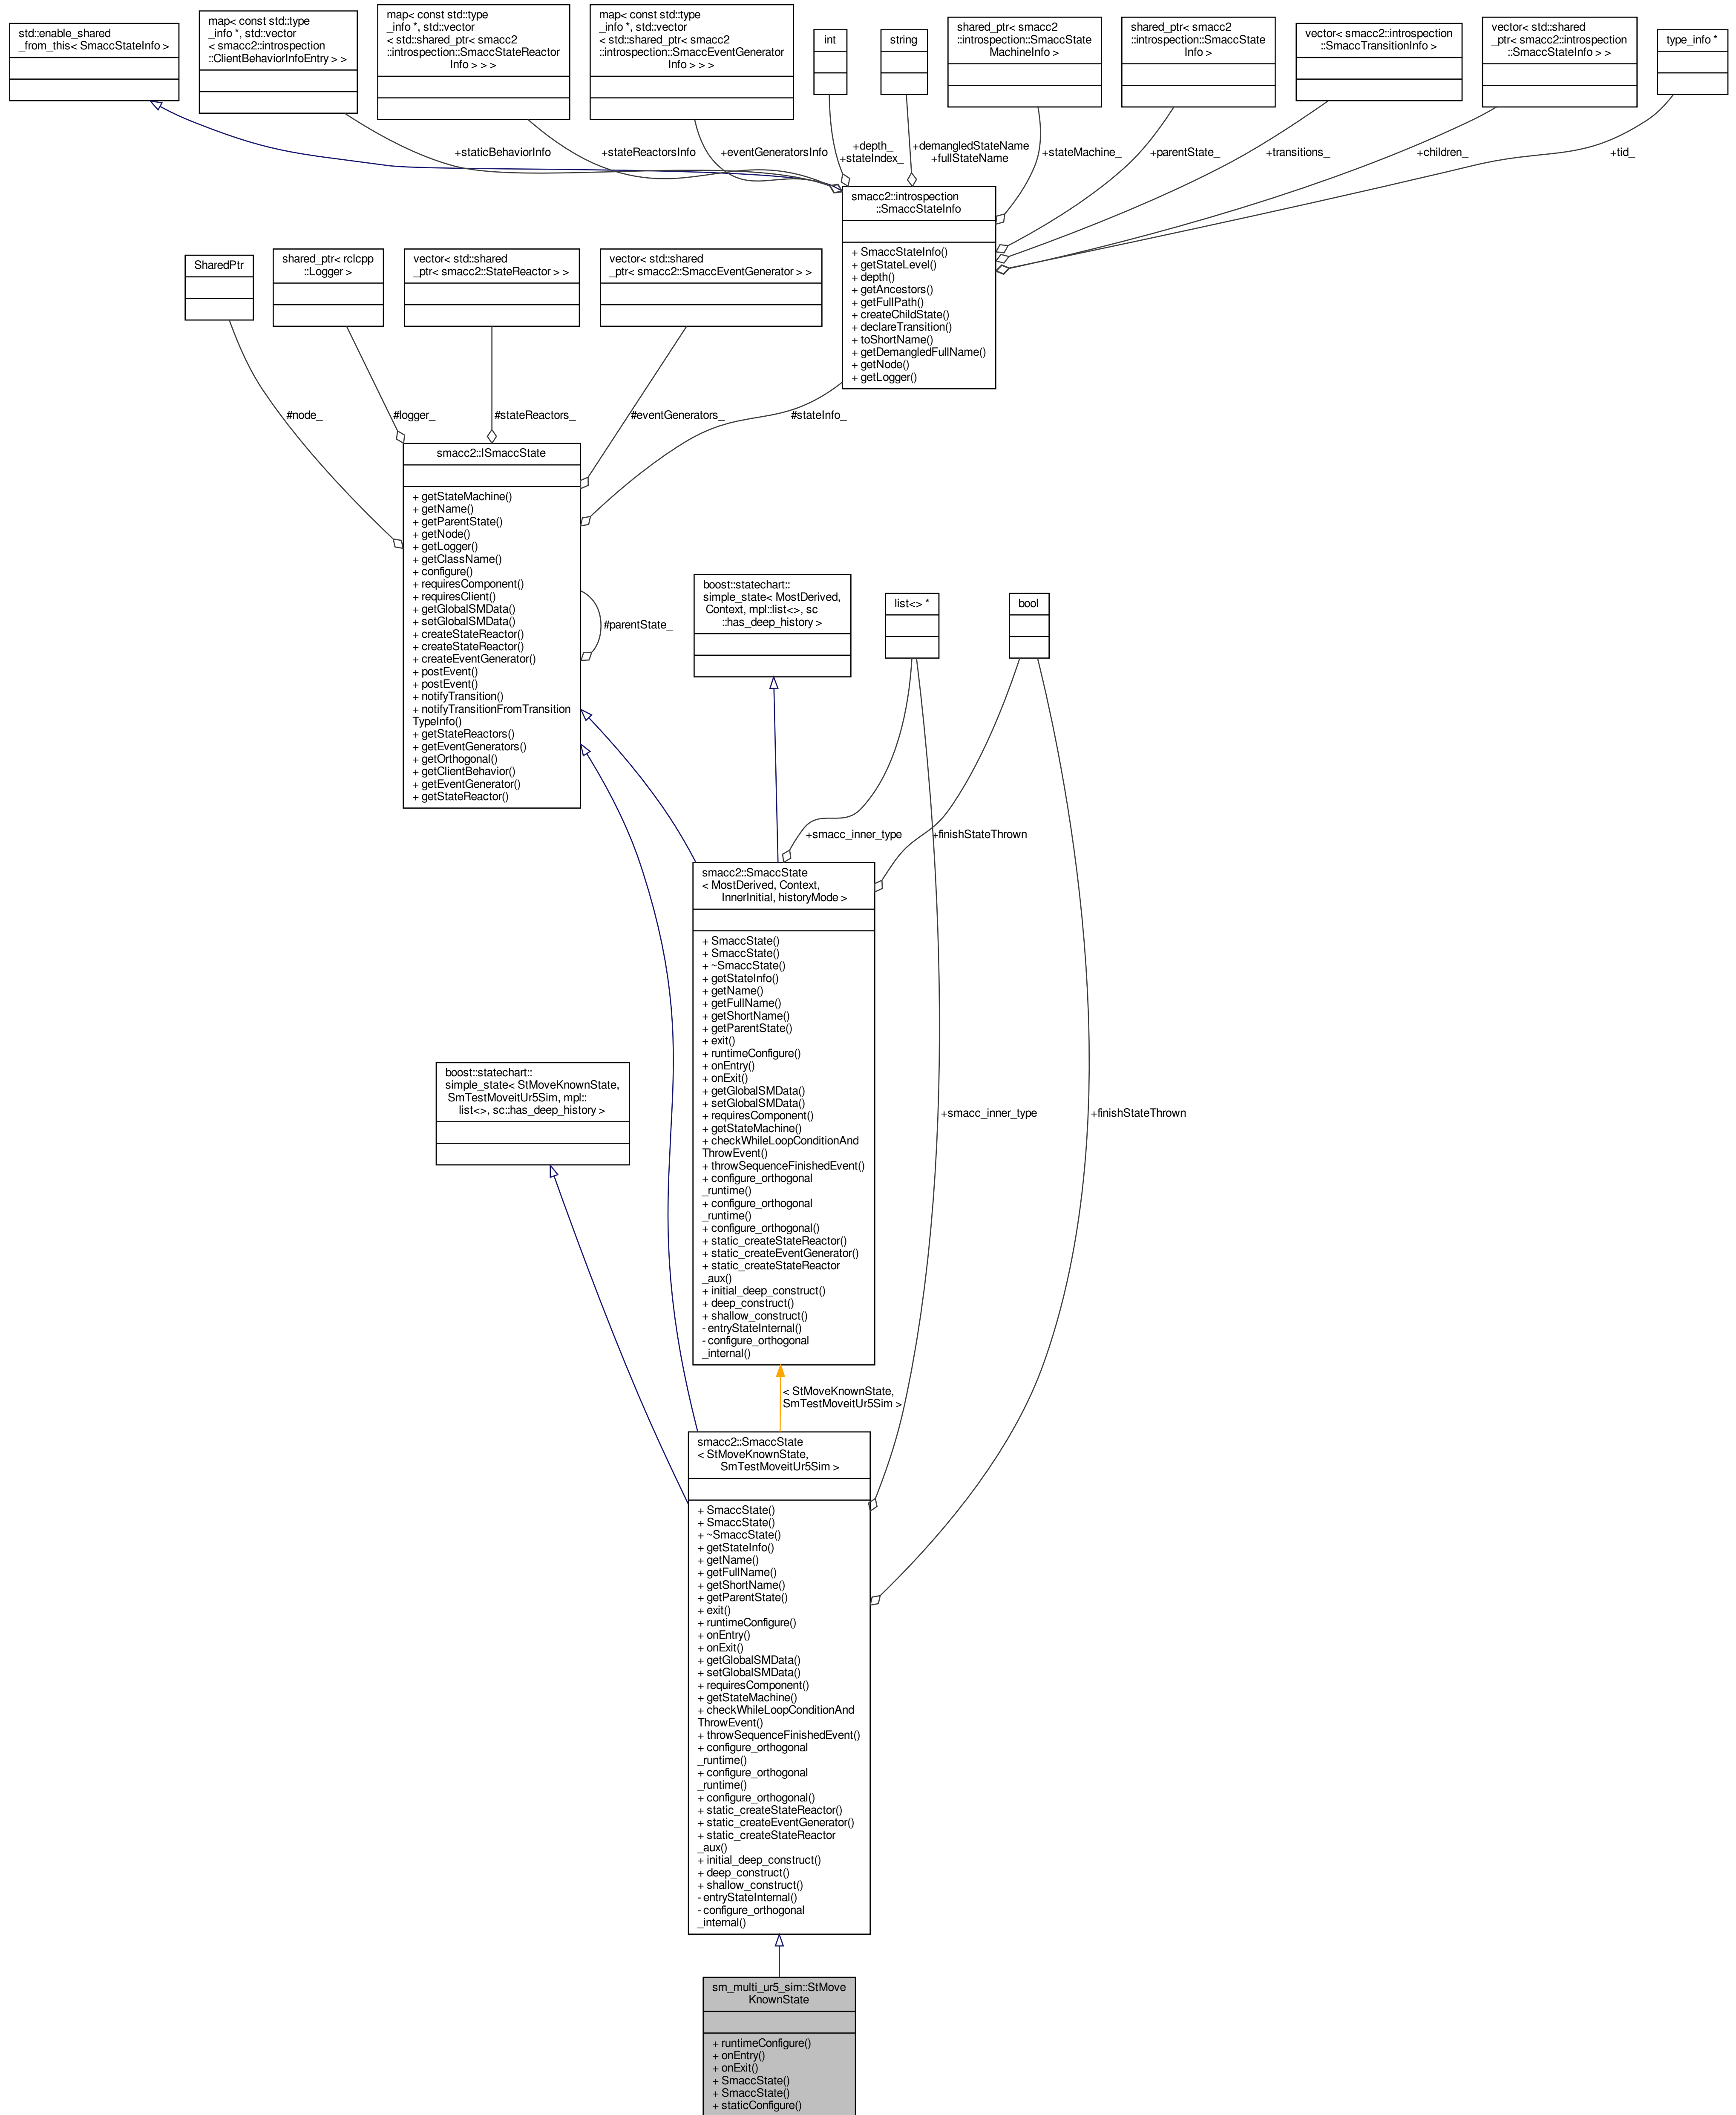 std::enable_shared
_from_this< SmaccStateInfo >
map< const std::type
_info *, std::vector
< smacc2::introspection
::ClientBehaviorInfoEntry > >
map< const std::type
_info *, std::vector
< std::shared_ptr< smacc2
::introspection::SmaccStateReactor
Info > > >
map< const std::type
_info *, std::vector
< std::shared_ptr< smacc2
::introspection::SmaccEventGenerator
Info > > >
int
string
shared_ptr< smacc2
::introspection::SmaccState
MachineInfo >
shared_ptr< smacc2
::introspection::SmaccState
Info >
vector< smacc2::introspection
::SmaccTransitionInfo >
vector< std::shared
_ptr< smacc2::introspection
::SmaccStateInfo > >
type_info *
+staticBehaviorInfo
+stateReactorsInfo
+eventGeneratorsInfo
+depth_
+stateIndex_
+demangledStateName
+fullStateName
+stateMachine_
+parentState_
+transitions_
+children_
+tid_
smacc2::introspection
::SmaccStateInfo
+ SmaccStateInfo()
+ getStateLevel()
+ depth()
+ getAncestors()
+ getFullPath()
+ createChildState()
+ declareTransition()
+ toShortName()
+ getDemangledFullName()
+ getNode()
+ getLogger()
SharedPtr
shared_ptr< rclcpp
::Logger >
vector< std::shared
_ptr< smacc2::StateReactor > >
vector< std::shared
_ptr< smacc2::SmaccEventGenerator > >
#node_
#logger_
#stateReactors_
#eventGenerators_
#stateInfo_
smacc2::ISmaccState
+ getStateMachine()
+ getName()
+ getParentState()
+ getNode()
+ getLogger()
+ getClassName()
+ configure()
+ requiresComponent()
+ requiresClient()
+ getGlobalSMData()
+ setGlobalSMData()
+ createStateReactor()
+ createStateReactor()
+ createEventGenerator()
+ postEvent()
+ postEvent()
+ notifyTransition()
+ notifyTransitionFromTransition
TypeInfo()
+ getStateReactors()
+ getEventGenerators()
+ getOrthogonal()
+ getClientBehavior()
+ getEventGenerator()
+ getStateReactor()
#parentState_
boost::statechart::
simple_state< MostDerived,
Context, mpl::list<>, sc
::has_deep_history >
list<> *
bool
+smacc_inner_type
+finishStateThrown
smacc2::SmaccState
< MostDerived, Context,
InnerInitial, historyMode >
+ SmaccState()
+ SmaccState()
+ ~SmaccState()
+ getStateInfo()
+ getName()
+ getFullName()
+ getShortName()
+ getParentState()
+ exit()
+ runtimeConfigure()
+ onEntry()
+ onExit()
+ getGlobalSMData()
+ setGlobalSMData()
+ requiresComponent()
+ getStateMachine()
+ checkWhileLoopConditionAnd
ThrowEvent()
+ throwSequenceFinishedEvent()
+ configure_orthogonal
_runtime()
+ configure_orthogonal
_runtime()
+ configure_orthogonal()
+ static_createStateReactor()
+ static_createEventGenerator()
+ static_createStateReactor
_aux()
+ initial_deep_construct()
+ deep_construct()
+ shallow_construct()
- entryStateInternal()
- configure_orthogonal
_internal()
boost::statechart::
simple_state< StMoveKnownState,
SmTestMoveitUr5Sim, mpl::
list<>, sc::has_deep_history >
+smacc_inner_type
+finishStateThrown
< StMoveKnownState,
SmTestMoveitUr5Sim >
smacc2::SmaccState
< StMoveKnownState,
SmTestMoveitUr5Sim >
+ SmaccState()
+ SmaccState()
+ ~SmaccState()
+ getStateInfo()
+ getName()
+ getFullName()
+ getShortName()
+ getParentState()
+ exit()
+ runtimeConfigure()
+ onEntry()
+ onExit()
+ getGlobalSMData()
+ setGlobalSMData()
+ requiresComponent()
+ getStateMachine()
+ checkWhileLoopConditionAnd
ThrowEvent()
+ throwSequenceFinishedEvent()
+ configure_orthogonal
_runtime()
+ configure_orthogonal
_runtime()
+ configure_orthogonal()
+ static_createStateReactor()
+ static_createEventGenerator()
+ static_createStateReactor
_aux()
+ initial_deep_construct()
+ deep_construct()
+ shallow_construct()
- entryStateInternal()
- configure_orthogonal
_internal()
sm_multi_ur5_sim::StMove
KnownState
+ runtimeConfigure()
+ onEntry()
+ onExit()
+ SmaccState()
+ SmaccState()
+ staticConfigure()